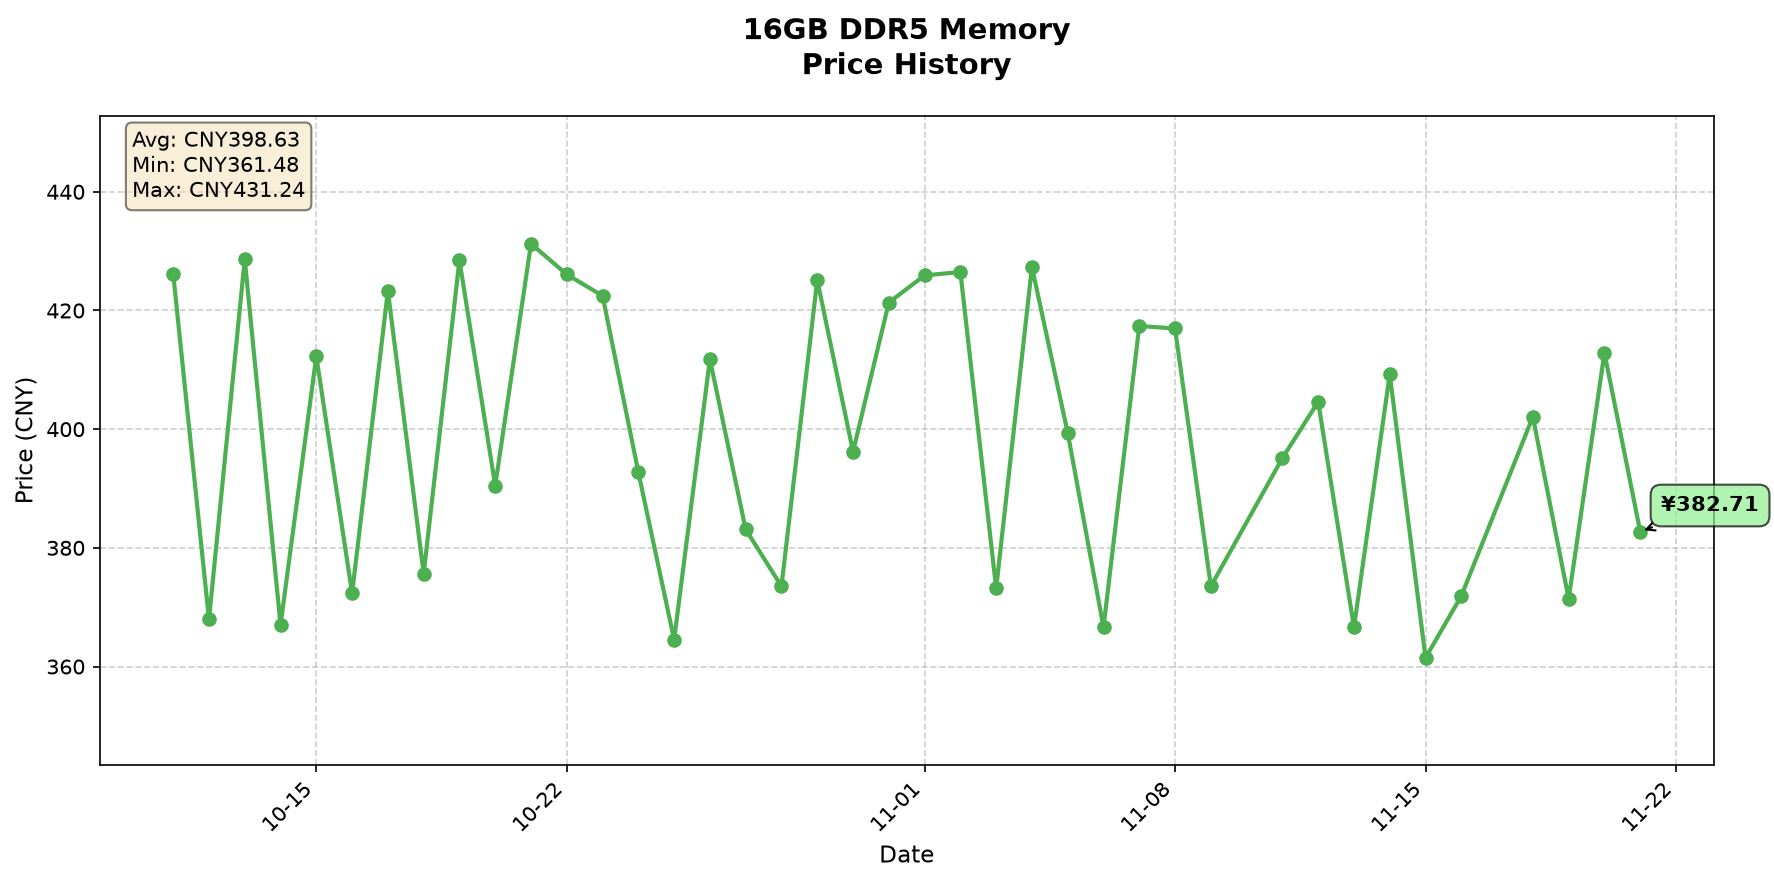 16GB DDR5 Memory
Price History
Avg: CNY398.63
Min: CNY361.48
Max: CNY431.24
440
420
400
380
360
Price (CNY)
¥382.71
10-15
10-22
11-01
11-08
11-15
11-22
Date